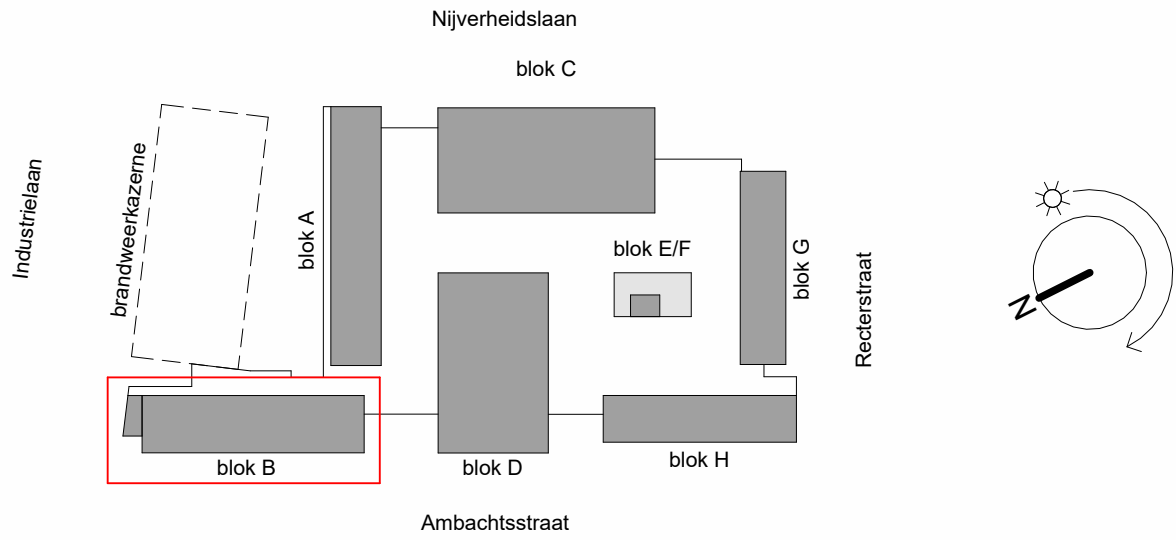 Nijverheidslaan
blok C
Industrielaan
brandweerkazerne
blok A
blok E/F
blok G
Recterstraat
N
blok B
blok D
blok H
Ambachtsstraat